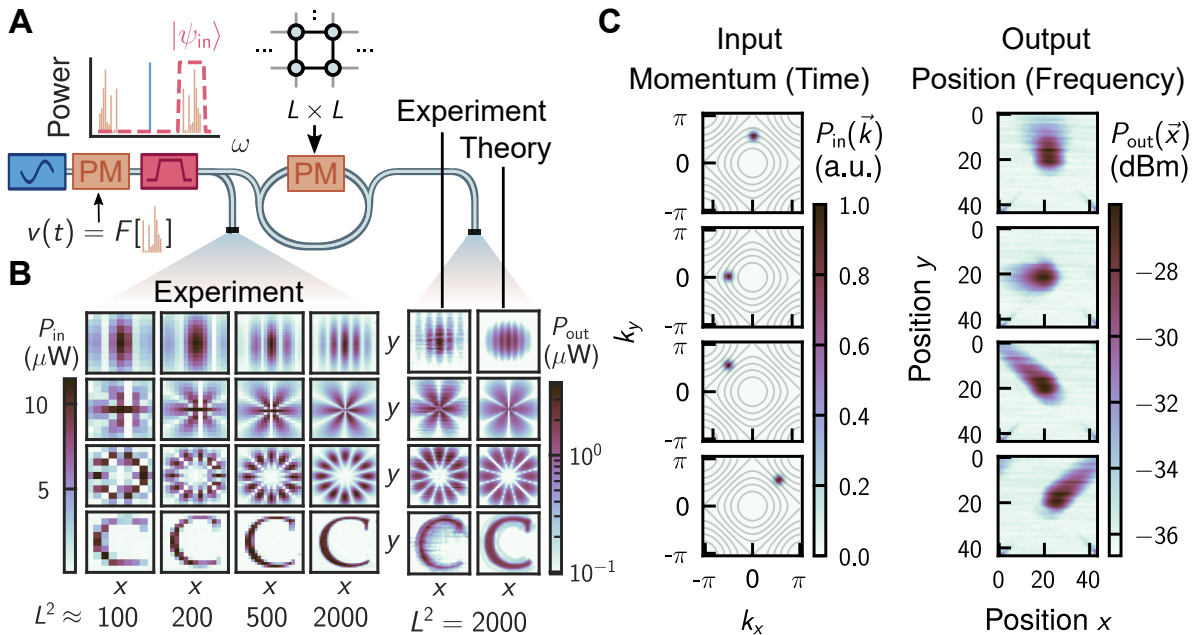 A
|ψin⟩
Power
ω
L × L
PM
PM
v(t) = F[ ]
Experiment
Theory
B
Experiment
Pin
(μW)
10
5
y
y
y
y
Pout
(μW)
10⁰
10⁻¹
x x x x x x
L² ≈ 100 200 500 2000 L² = 2000
C
Input
Momentum (Time)
π
0
-π
π
0
-π
π
0
-π
π
0
-π
-π 0 π
ky
kx
Pin(k⃗)
(a.u.)
1.0
0.8
0.6
0.4
0.2
0.0
Output
Position (Frequency)
0
20
40
0
20
40
0
20
40
0
20
40
0 20 40
Position y
Position x
Pout(x⃗)
(dBm)
−28
−30
−32
−34
−36